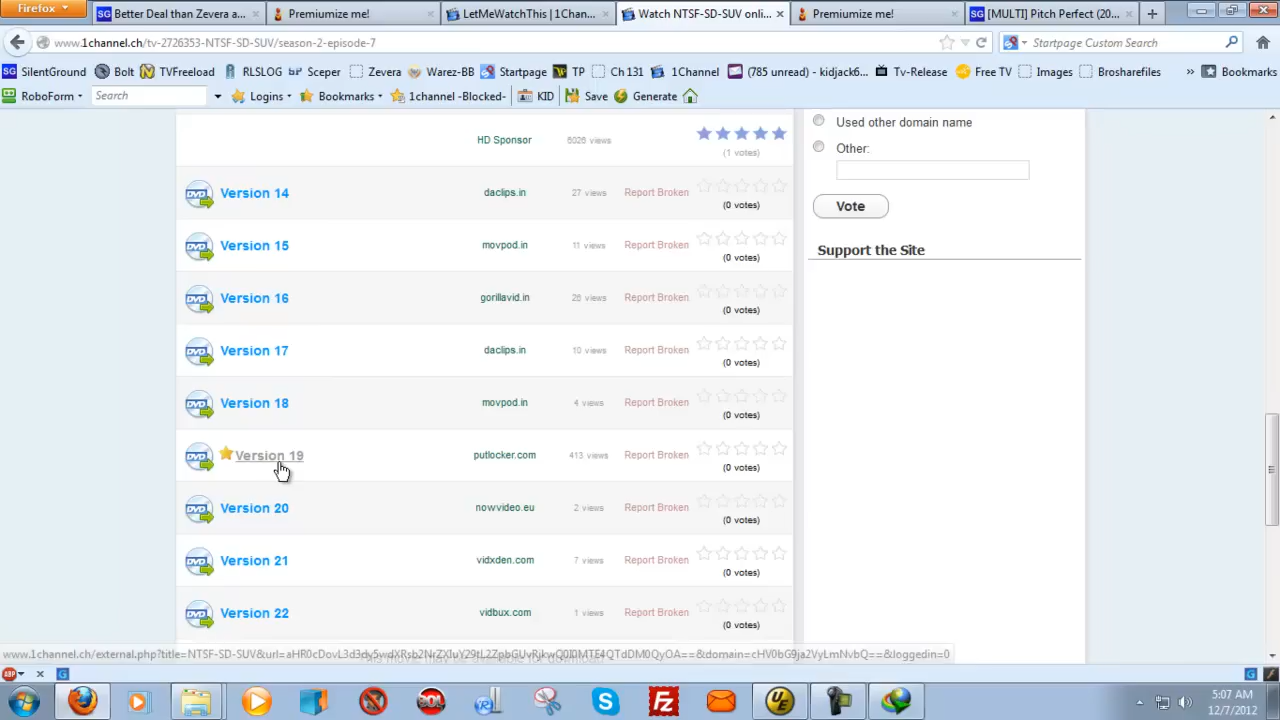 Firefox
Better Deal than Zevera a...
Premiumize me!
LetMeWatchThis | 1Chan...
Watch NTSF-SD-SUV onlin...
Premiumize me!
[MULTI] Pitch Perfect (20...
www.1channel.ch/tv-2726353-NTSF-SD-SUV/season-2-episode-7
Startpage Custom Search
SilentGround Bolt TVFreeload RLSLOG Sceper Zevera Warez-BB Startpage TP Ch 131 1Channel (785 unread) - kidjack6... Tv-Release Free TV Images Brosharefiles » Bookmarks
RoboForm Search Logins Bookmarks 1channel -Blocked- KID Save Generate
HD Sponsor 6026 views
(1 votes)
Version 14 daclips.in 27 views Report Broken
(0 votes)
Version 15 movpod.in 11 views Report Broken
(0 votes)
Version 16 gorillavid.in 26 views Report Broken
(0 votes)
Version 17 daclips.in 10 views Report Broken
(0 votes)
Version 18 movpod.in 4 views Report Broken
(0 votes)
Version 19 putlocker.com 413 views Report Broken
(0 votes)
Version 20 nowvideo.eu 2 views Report Broken
(0 votes)
Version 21 vidxden.com 7 views Report Broken
(0 votes)
Version 22 vidbux.com 1 views Report Broken
(0 votes)
Used other domain name
Other:
Vote
Support the Site
5:07 AM
12/7/2012